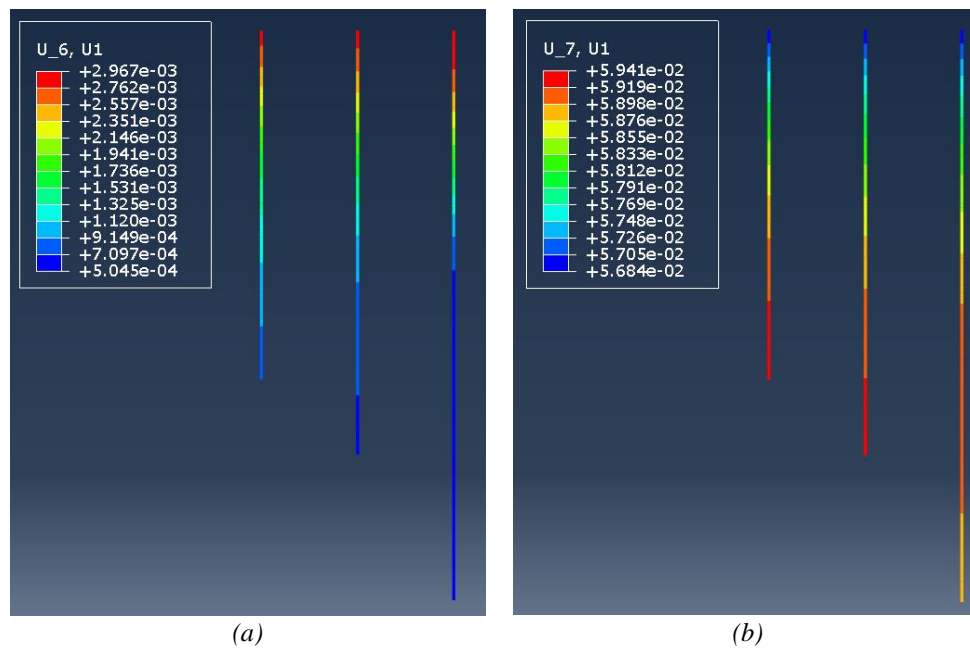 U_6, U1
+2.967e-03
+2.762e-03
+2.557e-03
+2.351e-03
+2.146e-03
+1.941e-03
+1.736e-03
+1.531e-03
+1.325e-03
+1.120e-03
+9.149e-04
+7.097e-04
+5.045e-04
(a)
U_7, U1
+5.941e-02
+5.919e-02
+5.898e-02
+5.876e-02
+5.855e-02
+5.833e-02
+5.812e-02
+5.791e-02
+5.769e-02
+5.748e-02
+5.726e-02
+5.705e-02
+5.684e-02
(b)